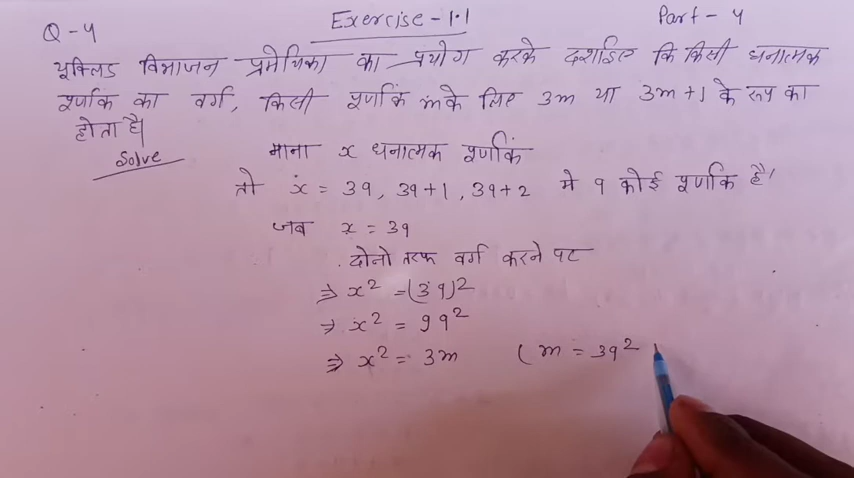 Exercise-1.1
Part-4
Q-4
यूक्लिड विभाजन प्रमेयिका का प्रयोग करके दर्शाइए कि किसी धनात्मक
पूर्णांक का वर्ग, किसी पूर्णांक m के लिए 3m या 3m+1 के रूप का
होता है।
Solve
माना x धनात्मक पूर्णांक
तो x = 3q, 3q+1, 3q+2 मे q कोई पूर्णांक है।
जब x = 3q
दोनो तरफ वर्ग करने पर
⇒ x² = (3q)²
⇒ x² = 9q²
⇒ x² = 3m (m = 3q²